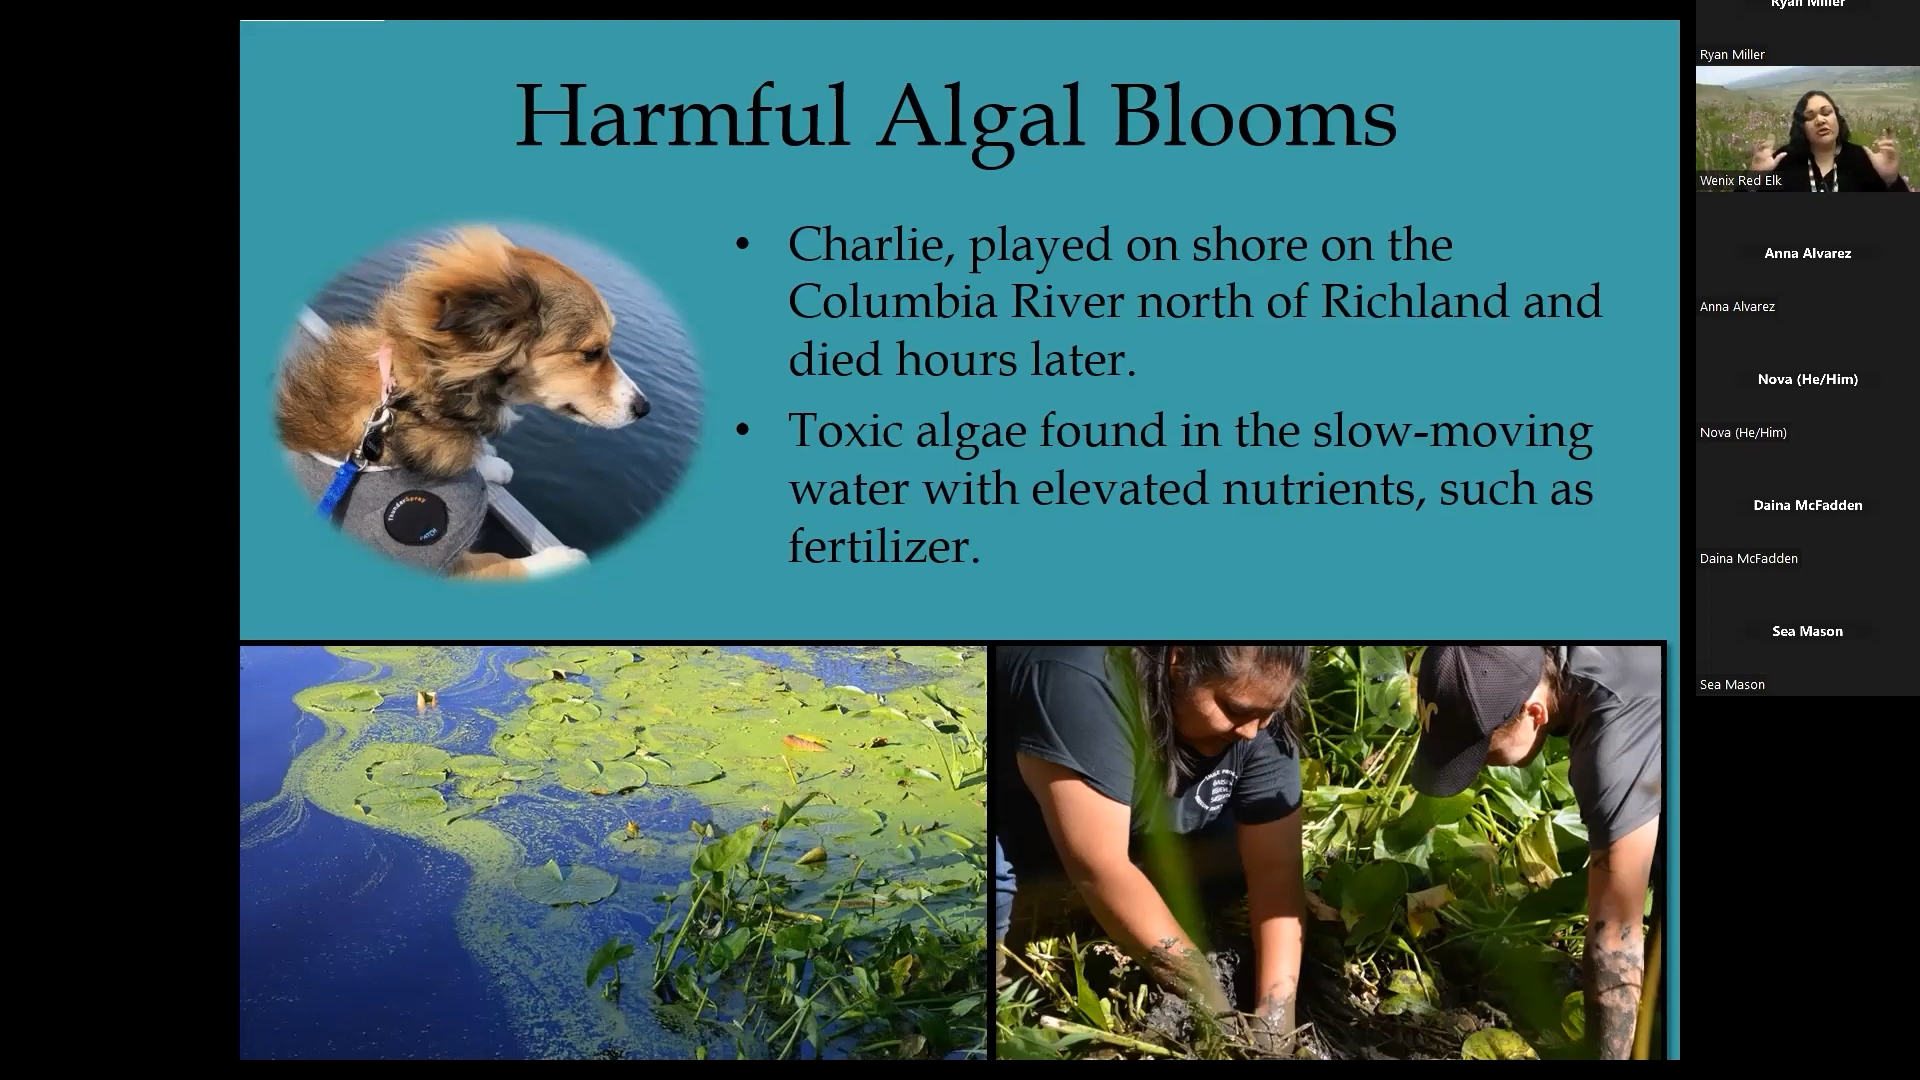 Harmful Algal Blooms
• Charlie, played on shore on the
Columbia River north of Richland and
died hours later.
• Toxic algae found in the slow-moving
water with elevated nutrients, such as
fertilizer.
ThunderSpray
PATCH
Ryan Miller
Ryan Miller
Wenix Red Elk
Anna Alvarez
Anna Alvarez
Nova (He/Him)
Nova (He/Him)
Daina McFadden
Daina McFadden
Sea Mason
Sea Mason